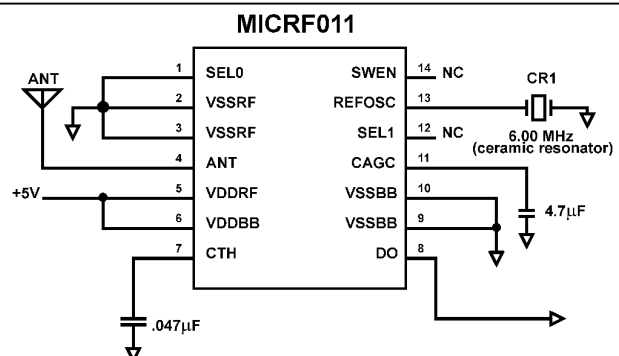 MICRF011
ANT
+5V
1 SEL0
2 VSSRF
3 VSSRF
4 ANT
5 VDDRF
6 VDDBB
7 CTH
.047µF
SWEN 14 NC
REFOSC 13
SEL1 12 NC
CAGC 11
VSSBB 10
VSSBB 9
DO 8
CR1
6.00 MHz
(ceramic resonator)
4.7µF